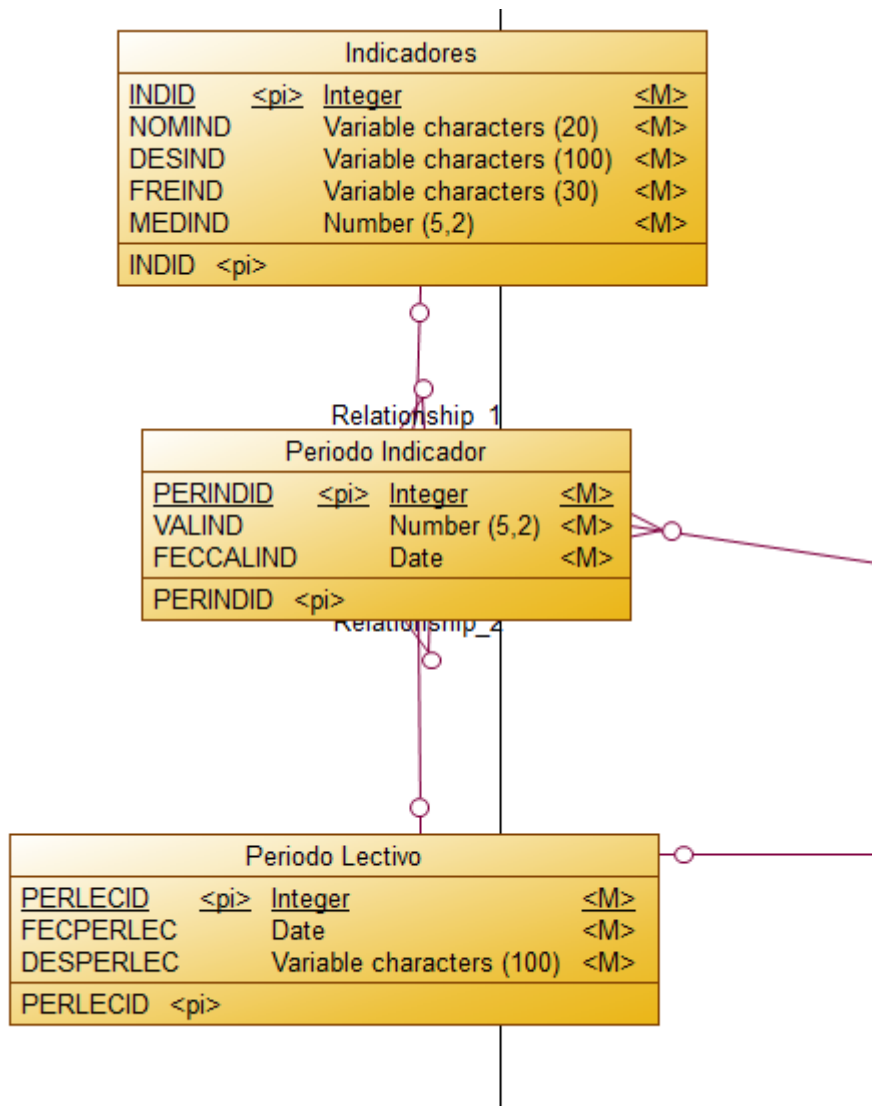 Indicadores
INDID <pi> Integer <M>
NOMIND Variable characters (20) <M>
DESIND Variable characters (100) <M>
FREIND Variable characters (30) <M>
MEDIND Number (5,2) <M>
INDID <pi>
Relationship_1
Periodo Indicador
PERINDID <pi> Integer <M>
VALIND Number (5,2) <M>
FECCALIND Date <M>
PERINDID <pi>
Relationship_2
Periodo Lectivo
PERLECID <pi> Integer <M>
FECPERLEC Date <M>
DESPERLEC Variable characters (100) <M>
PERLECID <pi>